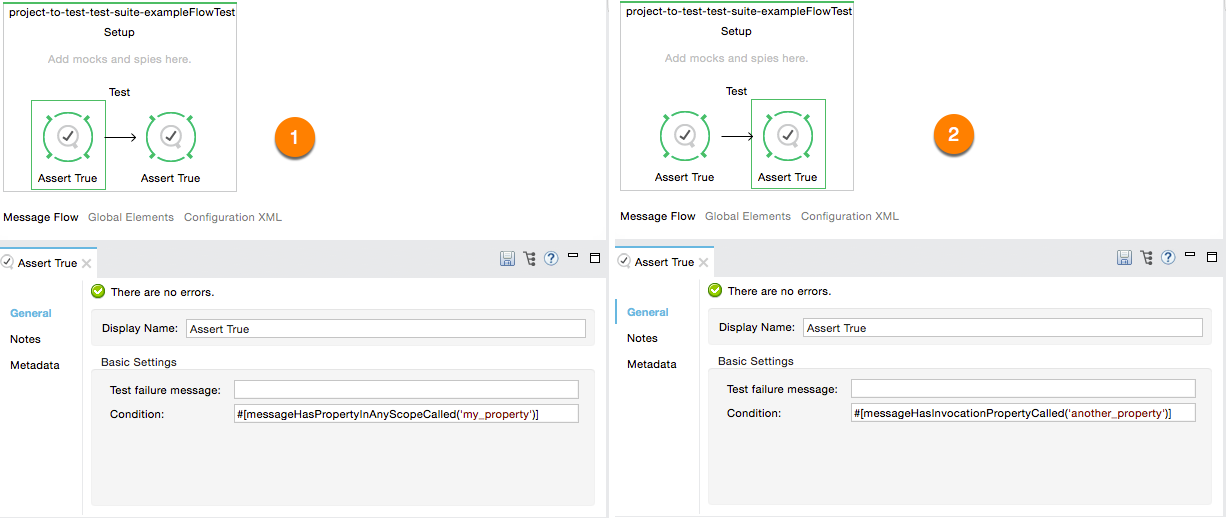 project-to-test-test-suite-exampleFlowTest
Setup
Add mocks and spies here.
Test
Assert True
Assert True
1
Message Flow Global Elements Configuration XML
Assert True
There are no errors.
General
Notes
Metadata
Display Name: Assert True
Basic Settings
Test failure message:
Condition: #[messageHasPropertyInAnyScopeCalled('my_property')]
project-to-test-test-suite-exampleFlowTest
Setup
Add mocks and spies here.
Test
Assert True
Assert True
2
Message Flow Global Elements Configuration XML
Assert True
There are no errors.
General
Notes
Metadata
Display Name: Assert True
Basic Settings
Test failure message:
Condition: #[messageHasInvocationPropertyCalled('another_property')]